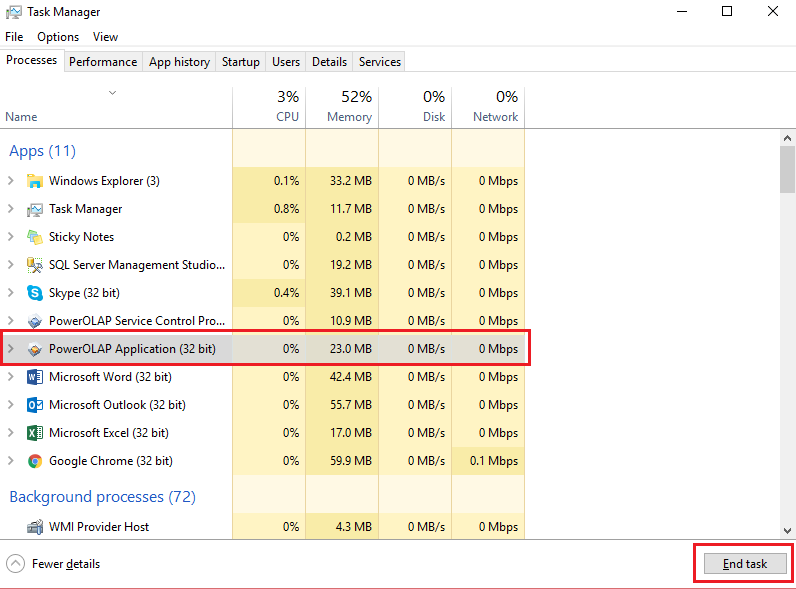 Task Manager
File Options View
Processes Performance App history Startup Users Details Services
3% 52% 0% 0%
Name CPU Memory Disk Network
Apps (11)
Windows Explorer (3) 0.1% 33.2 MB 0 MB/s 0 Mbps
Task Manager 0.8% 11.7 MB 0 MB/s 0 Mbps
Sticky Notes 0% 0.2 MB 0 MB/s 0 Mbps
SQL Server Management Studio... 0% 19.2 MB 0 MB/s 0 Mbps
Skype (32 bit) 0.4% 39.1 MB 0 MB/s 0 Mbps
PowerOLAP Service Control Pro... 0% 10.9 MB 0 MB/s 0 Mbps
PowerOLAP Application (32 bit) 0% 23.0 MB 0 MB/s 0 Mbps
Microsoft Word (32 bit) 0% 42.4 MB 0 MB/s 0 Mbps
Microsoft Outlook (32 bit) 0% 55.7 MB 0 MB/s 0 Mbps
Microsoft Excel (32 bit) 0% 17.0 MB 0 MB/s 0 Mbps
Google Chrome (32 bit) 0% 59.9 MB 0 MB/s 0.1 Mbps
Background processes (72)
WMI Provider Host 0% 4.3 MB 0 MB/s 0 Mbps
Fewer details End task